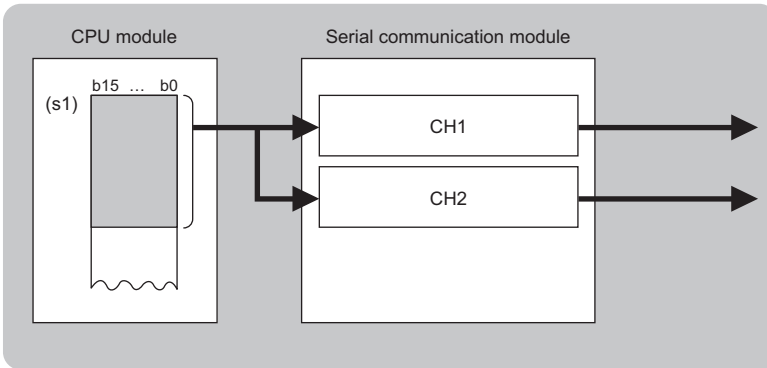 CPU module
Serial communication module
b15 … b0
(s1)
CH1
CH2